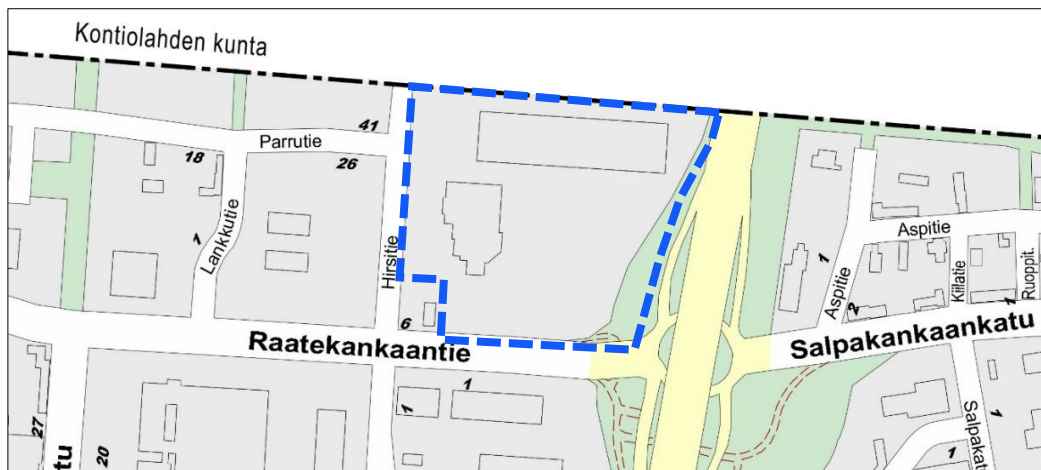 Kontiolahden kunta
41
Parrutie
18
26
Aspitie
1
Lankkutie
Hirsitie
1
Aspitie
Kiilatie
Ruoppit.
2
1
6
Raatekankaantie
Salpakankaankatu
1
1
27
tu
20
Salpakat
1
1